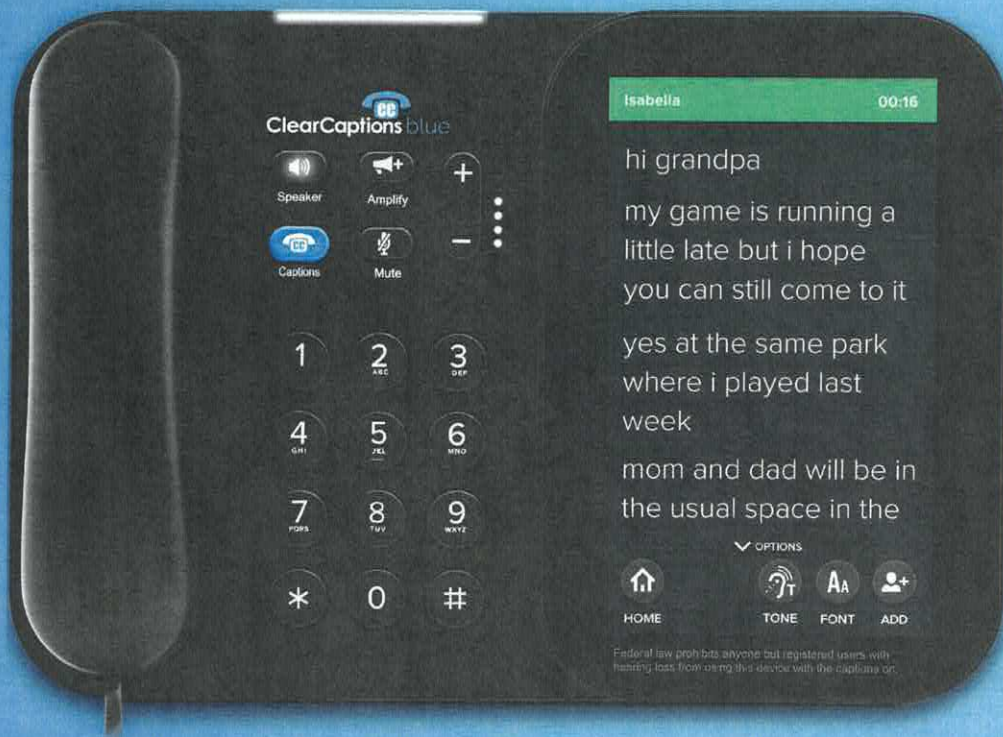 CC
ClearCaptions blue
Speaker
Amplify
+
CC
Captions
Mute
−
1
2
ABC
3
DEF
4
GHI
5
JKL
6
MNO
7
PQRS
8
TUV
9
WXYZ
*
0
#
Isabella 00:16
hi grandpa
my game is running a
little late but i hope
you can still come to it
yes at the same park
where i played last
week
mom and dad will be in
the usual space in the
OPTIONS
T
AA
HOME
TONE
FONT
ADD
Federal law prohibits anyone but registered users with
hearing loss from using this device with the captions on.